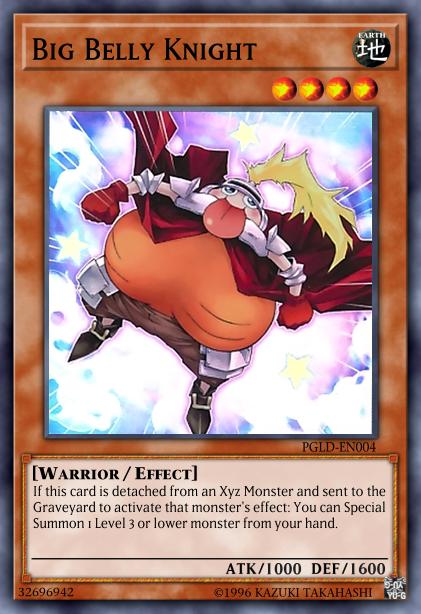 BIG BELLY KNIGHT
EARTH
地
PGLD-EN004
[WARRIOR / EFFECT]
If this card is detached from an Xyz Monster and sent to the
Graveyard to activate that monster's effect: You can Special
Summon 1 Level 3 or lower monster from your hand.
ATK/1000 DEF/1600
32696942
©1996 KAZUKI TAKAHASHI